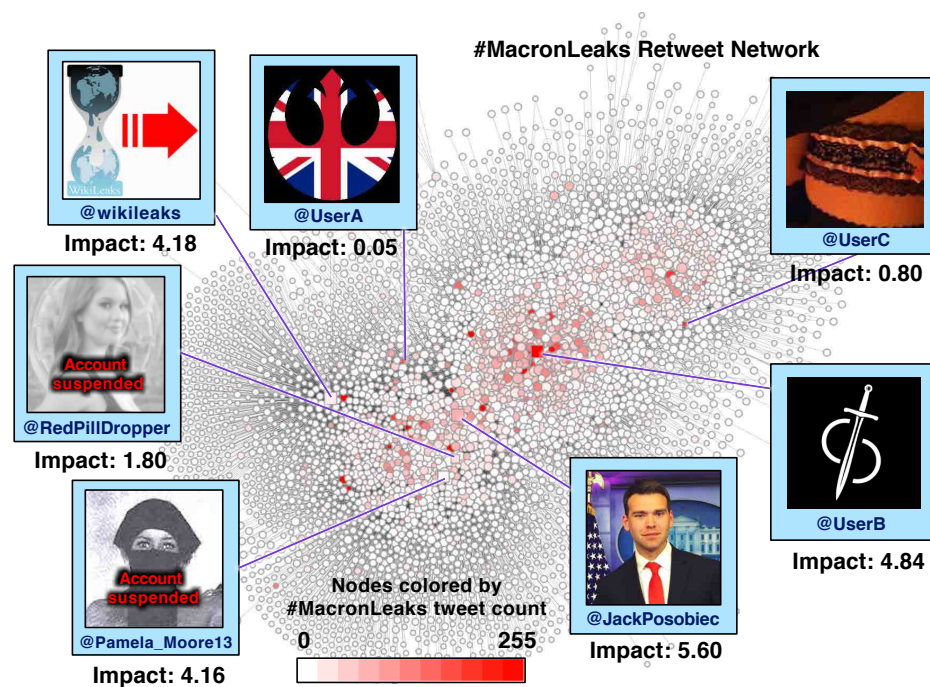 #MacronLeaks Retweet Network
WikiLeaks
@wikileaks
Impact: 4.18
@UserA
Impact: 0.05
@UserC
Impact: 0.80
Account
suspended
@RedPillDropper
Impact: 1.80
@UserB
Impact: 4.84
Account
suspended
@Pamela_Moore13
Impact: 4.16
@JackPosobiec
Impact: 5.60
Nodes colored by
#MacronLeaks tweet count
0 255